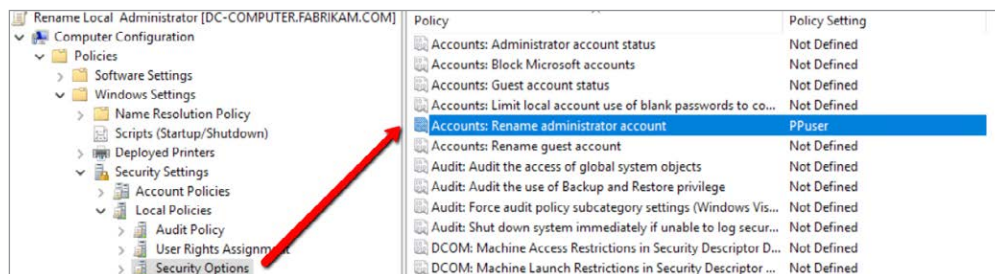 Rename Local Administrator [DC-COMPUTER.FABRIKAM.COM]
Computer Configuration
Policies
Software Settings
Windows Settings
Name Resolution Policy
Scripts (Startup/Shutdown)
Deployed Printers
Security Settings
Account Policies
Local Policies
Audit Policy
User Rights Assignment
Security Options
Policy Policy Setting
Accounts: Administrator account status Not Defined
Accounts: Block Microsoft accounts Not Defined
Accounts: Guest account status Not Defined
Accounts: Limit local account use of blank passwords to co... Not Defined
Accounts: Rename administrator account PPuser
Accounts: Rename guest account Not Defined
Audit: Audit the access of global system objects Not Defined
Audit: Audit the use of Backup and Restore privilege Not Defined
Audit: Force audit policy subcategory settings (Windows Vis... Not Defined
Audit: Shut down system immediately if unable to log secur... Not Defined
DCOM: Machine Access Restrictions in Security Descriptor D... Not Defined
DCOM: Machine Launch Restrictions in Security Descriptor ... Not Defined